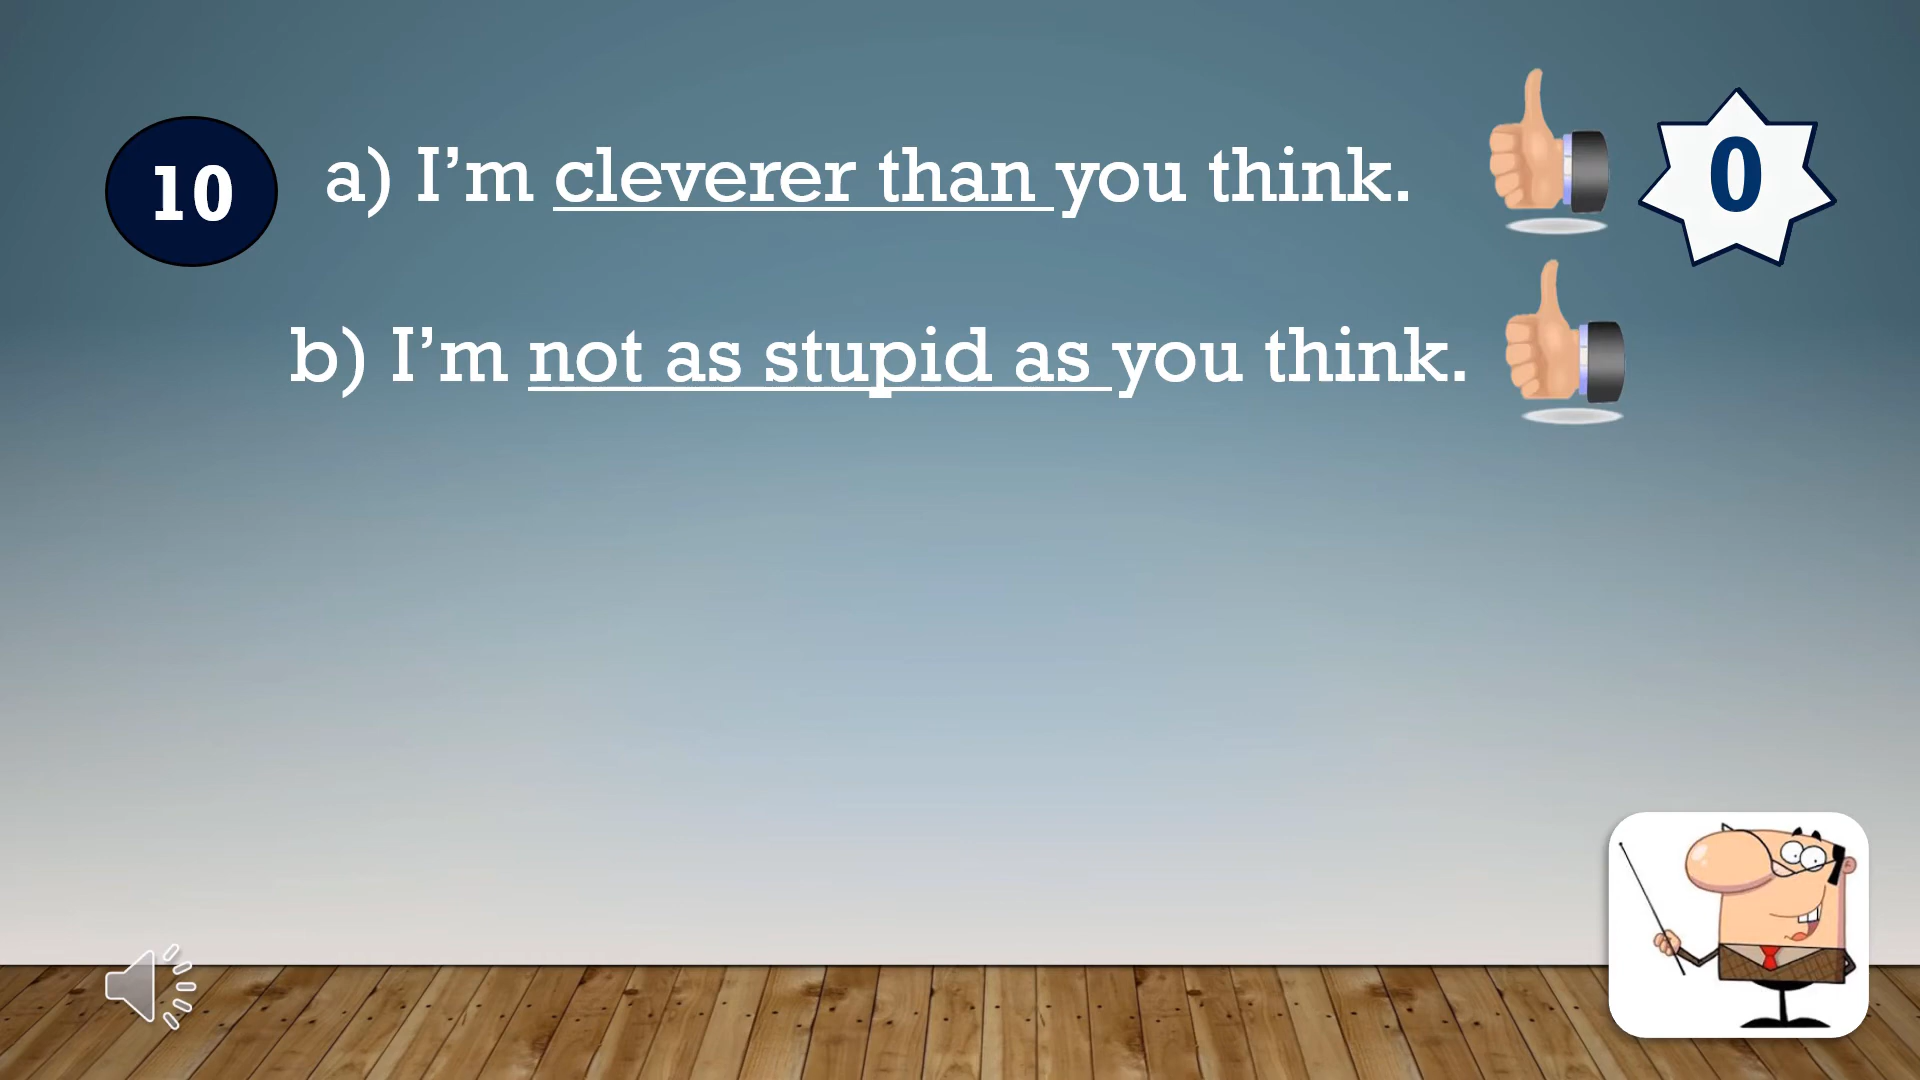 10
a) I’m cleverer than you think.
0
b) I’m not as stupid as you think.